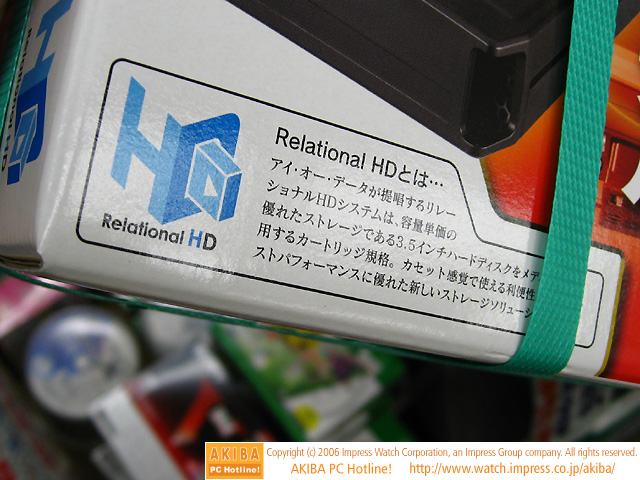 HD
Relational HD
Relational HDとは…
アイ・オー・データが提唱するリレー
ショナルHDシステムは、容量単価の
優れたストレージである3.5インチハードディスクをメデ
用するカートリッジ規格。カセット感覚で使える利便性
ストパフォーマンスに優れた新しいストレージソリュー
AKIBA
PC Hotline!
Copyright (c) 2006 Impress Watch Corporation, an Impress Group company. All rights reserved.
AKIBA PC Hotline! http://www.watch.impress.co.jp/akiba/